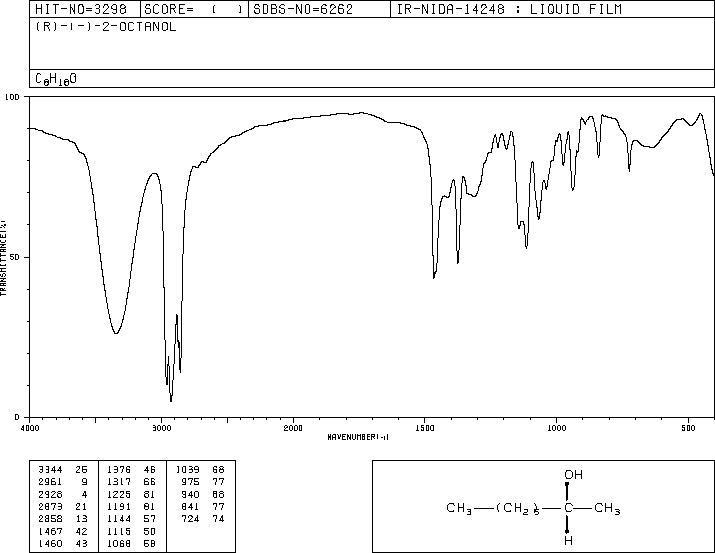 HIT-NO=3298 SCORE= ( ) SDBS-NO=6262 IR-NIDA-14248 : LIQUID FILM
(R)-(-)-2-OCTANOL
C8H18O
100
50
0
TRANSMITTANCE(%)
4000 3000 2000 1500 1000 500
WAVENUMBER(-1)
3344 26 1376 46 1039 68
2961 9 1317 66 975 77
2928 4 1225 81 940 68
2873 21 1191 81 841 77
2858 13 1144 57 724 74
1467 42 1115 50
1460 43 1068 59
OH
CH3—(CH2)5—C—CH3
H